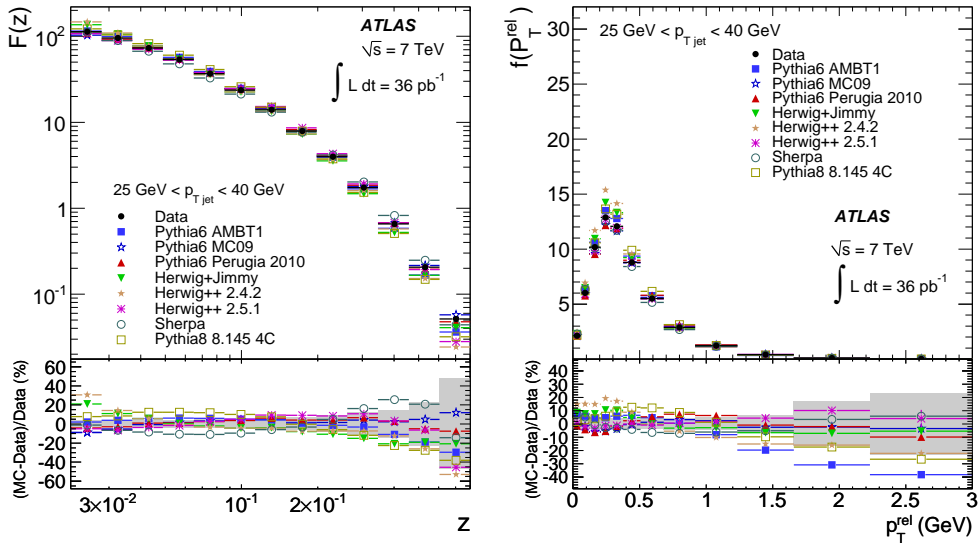 F(z)
10²
10
1
10⁻¹
ATLAS
√s = 7 TeV
∫ L dt = 36 pb⁻¹
25 GeV < p_T jet < 40 GeV
Data
Pythia6 AMBT1
Pythia6 MC09
Pythia6 Perugia 2010
Herwig+Jimmy
Herwig++ 2.4.2
Herwig++ 2.5.1
Sherpa
Pythia8 8.145 4C
(MC-Data)/Data (%)
60
40
20
0
-20
-40
-60
3×10⁻² 10⁻¹ 2×10⁻¹
z
f(P_T^rel)
30
25
20
15
10
5
25 GeV < p_T jet < 40 GeV
Data
Pythia6 AMBT1
Pythia6 MC09
Pythia6 Perugia 2010
Herwig+Jimmy
Herwig++ 2.4.2
Herwig++ 2.5.1
Sherpa
Pythia8 8.145 4C
ATLAS
√s = 7 TeV
∫ L dt = 36 pb⁻¹
(MC-Data)/Data (%)
40
30
20
10
0
-10
-20
-30
-40
0 0.5 1 1.5 2 2.5 3
p_T^rel (GeV)